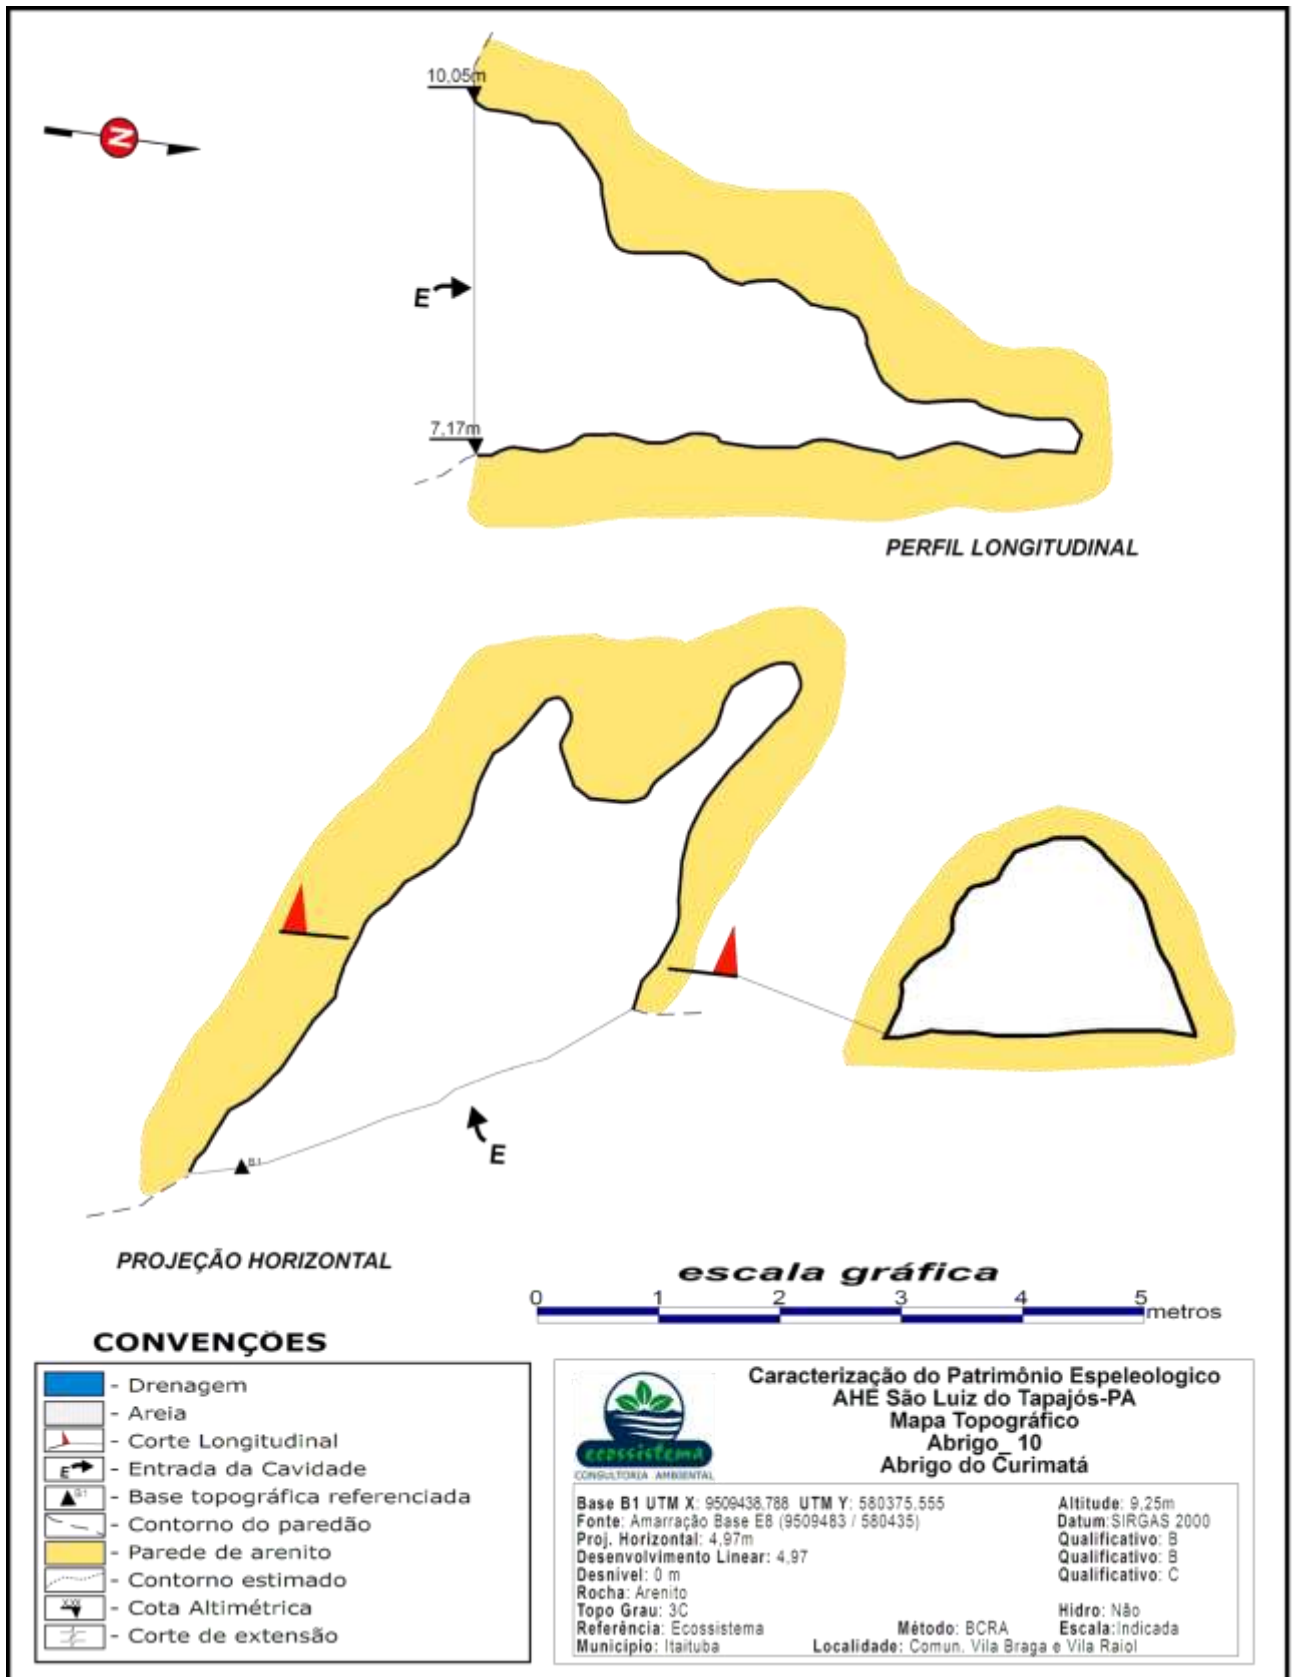 10,05m
N
E
7,17m
PERFIL LONGITUDINAL
E
B1
PROJEÇÃO HORIZONTAL
escala gráfica
0 1 2 3 4 5
metros
CONVENÇÕES
- Drenagem
- Areia
- Corte Longitudinal
E - Entrada da Cavidade
B1 - Base topográfica referenciada
- Contorno do paredão
- Parede de arenito
- Contorno estimado
- Cota Altimétrica
- Corte de extensão
ecossistema
CONSULTORIA AMBIENTAL
Caracterização do Patrimônio Espeleologico
AHE São Luiz do Tapajós-PA
Mapa Topográfico
Abrigo_ 10
Abrigo do Curimatá
Base B1 UTM X: 9509438,788 UTM Y: 580375,555 Altitude: 9,25m
Fonte: Amarração Base E8 (9509483 / 580435) Datum:SIRGAS 2000
Proj. Horizontal: 4,97m Qualificativo: B
Desenvolvimento Linear: 4,97 Qualificativo: B
Desnível: 0 m Qualificativo: C
Rocha: Arenito
Topo Grau: 3C Hidro: Não
Referência: Ecossistema Método: BCRA Escala:Indicada
Município: Itaituba Localidade: Comun. Vila Braga e Vila Raiol